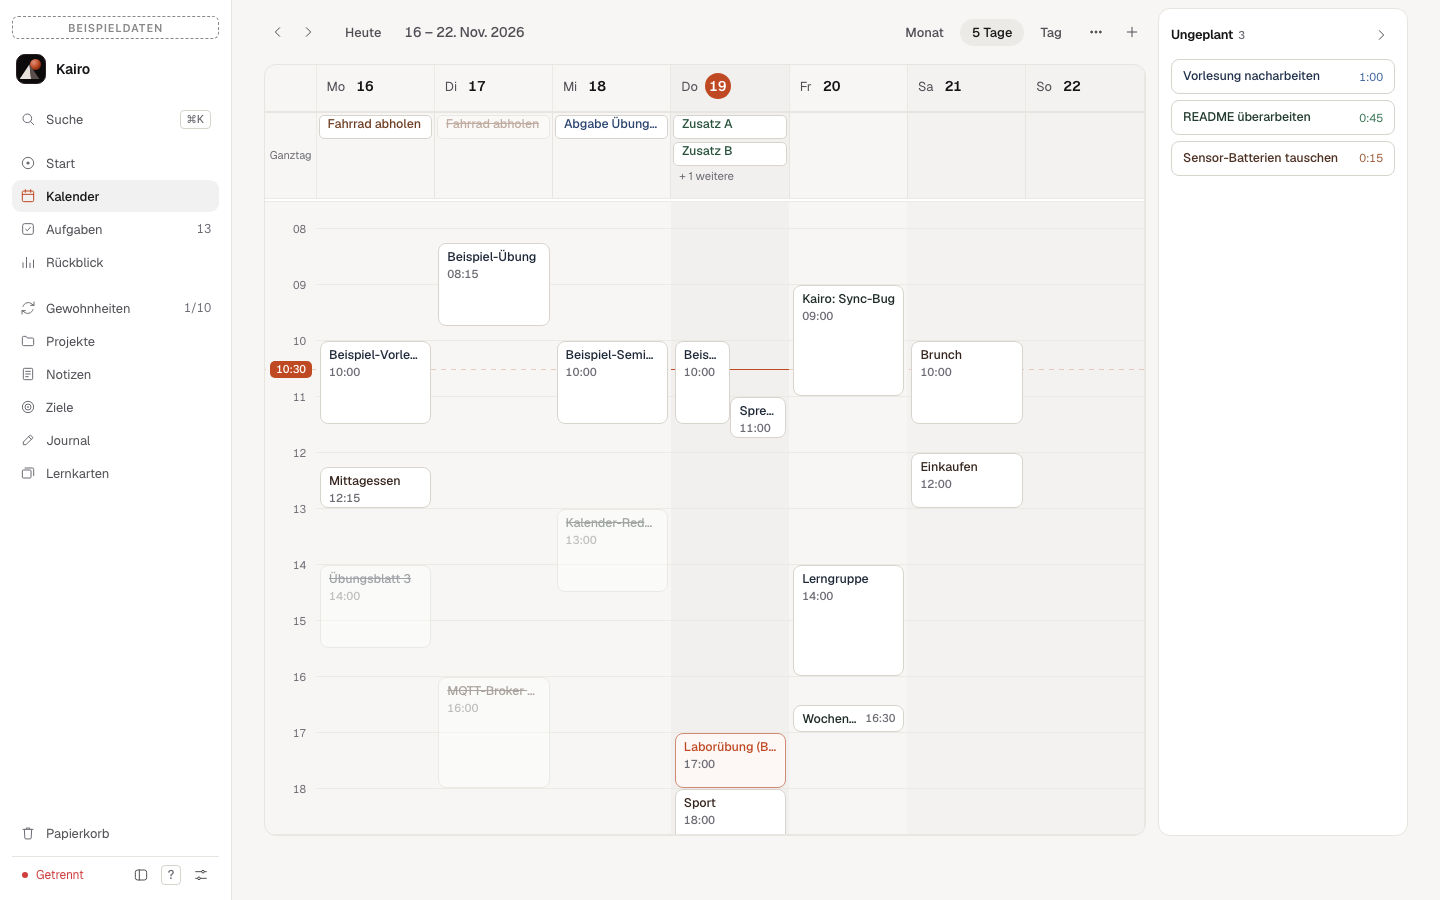 BEISPIELDATEN
Kairo
Suche ⌘K
Start
Kalender
Aufgaben 13
Rückblick
Gewohnheiten 1/10
Projekte
Notizen
Ziele
Journal
Lernkarten
Papierkorb
Getrennt ?
Heute 16 – 22. Nov. 2026 Monat 5 Tage Tag
Mo 16 Di 17 Mi 18 Do 19 Fr 20 Sa 21 So 22
Ganztag
Fahrrad abholen
Fahrrad abholen
Abgabe Übung…
Zusatz A
Zusatz B
+ 1 weitere
08
09
10
10:30
11
12
13
14
15
16
17
18
Beispiel-Vorle…
10:00
Mittagessen
12:15
Übungsblatt 3
14:00
Beispiel-Übung
08:15
MQTT-Broker …
16:00
Beispiel-Semi…
10:00
Kalender-Red…
13:00
Beis…
10:00
Spre…
11:00
Laborübung (B…
17:00
Sport
18:00
Kairo: Sync-Bug
09:00
Lerngruppe
14:00
Wochen… 16:30
Brunch
10:00
Einkaufen
12:00
Ungeplant 3
Vorlesung nacharbeiten 1:00
README überarbeiten 0:45
Sensor-Batterien tauschen 0:15